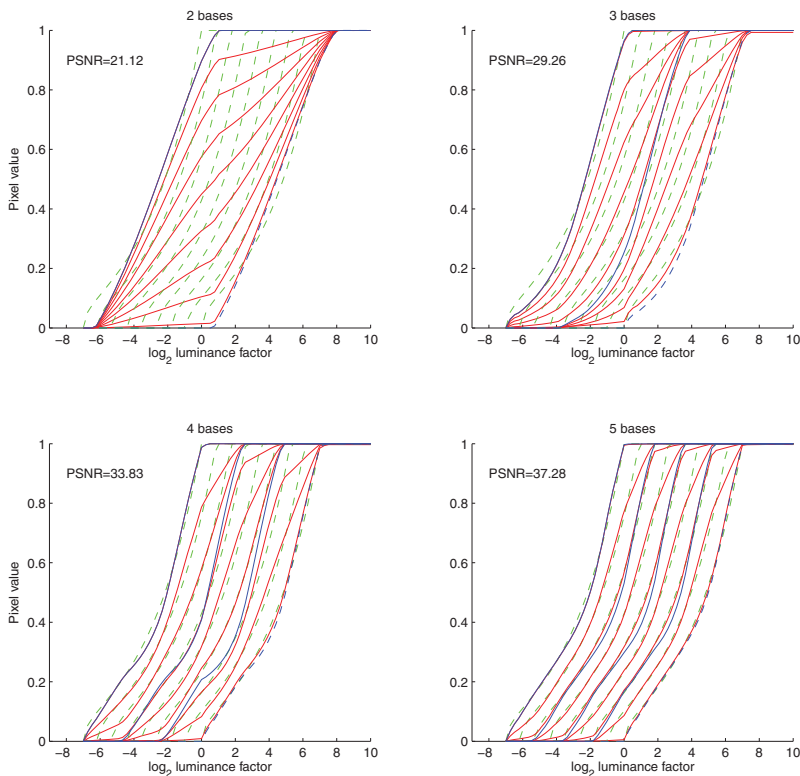 2 bases
PSNR=21.12
Pixel value
1
0.8
0.6
0.4
0.2
0
−8 −6 −4 −2 0 2 4 6 8 10
log2 luminance factor
3 bases
PSNR=29.26
1
0.8
0.6
0.4
0.2
0
−8 −6 −4 −2 0 2 4 6 8 10
log2 luminance factor
4 bases
PSNR=33.83
Pixel value
1
0.8
0.6
0.4
0.2
0
−8 −6 −4 −2 0 2 4 6 8 10
log2 luminance factor
5 bases
PSNR=37.28
1
0.8
0.6
0.4
0.2
0
−8 −6 −4 −2 0 2 4 6 8 10
log2 luminance factor